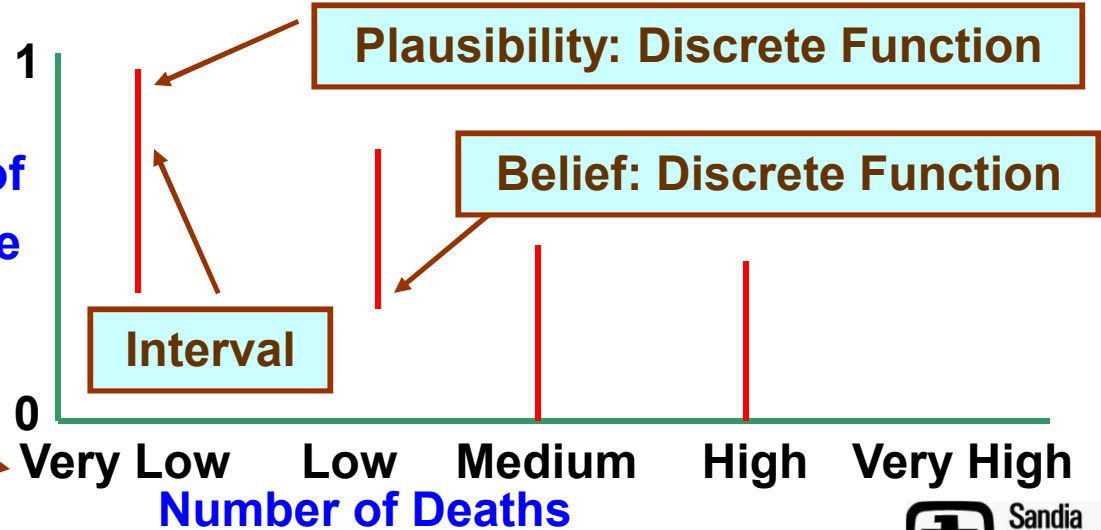 Plausibility: Discrete Function
1
of
Belief: Discrete Function
Interval
0
Very Low Low Medium High Very High
Number of Deaths
Sandia